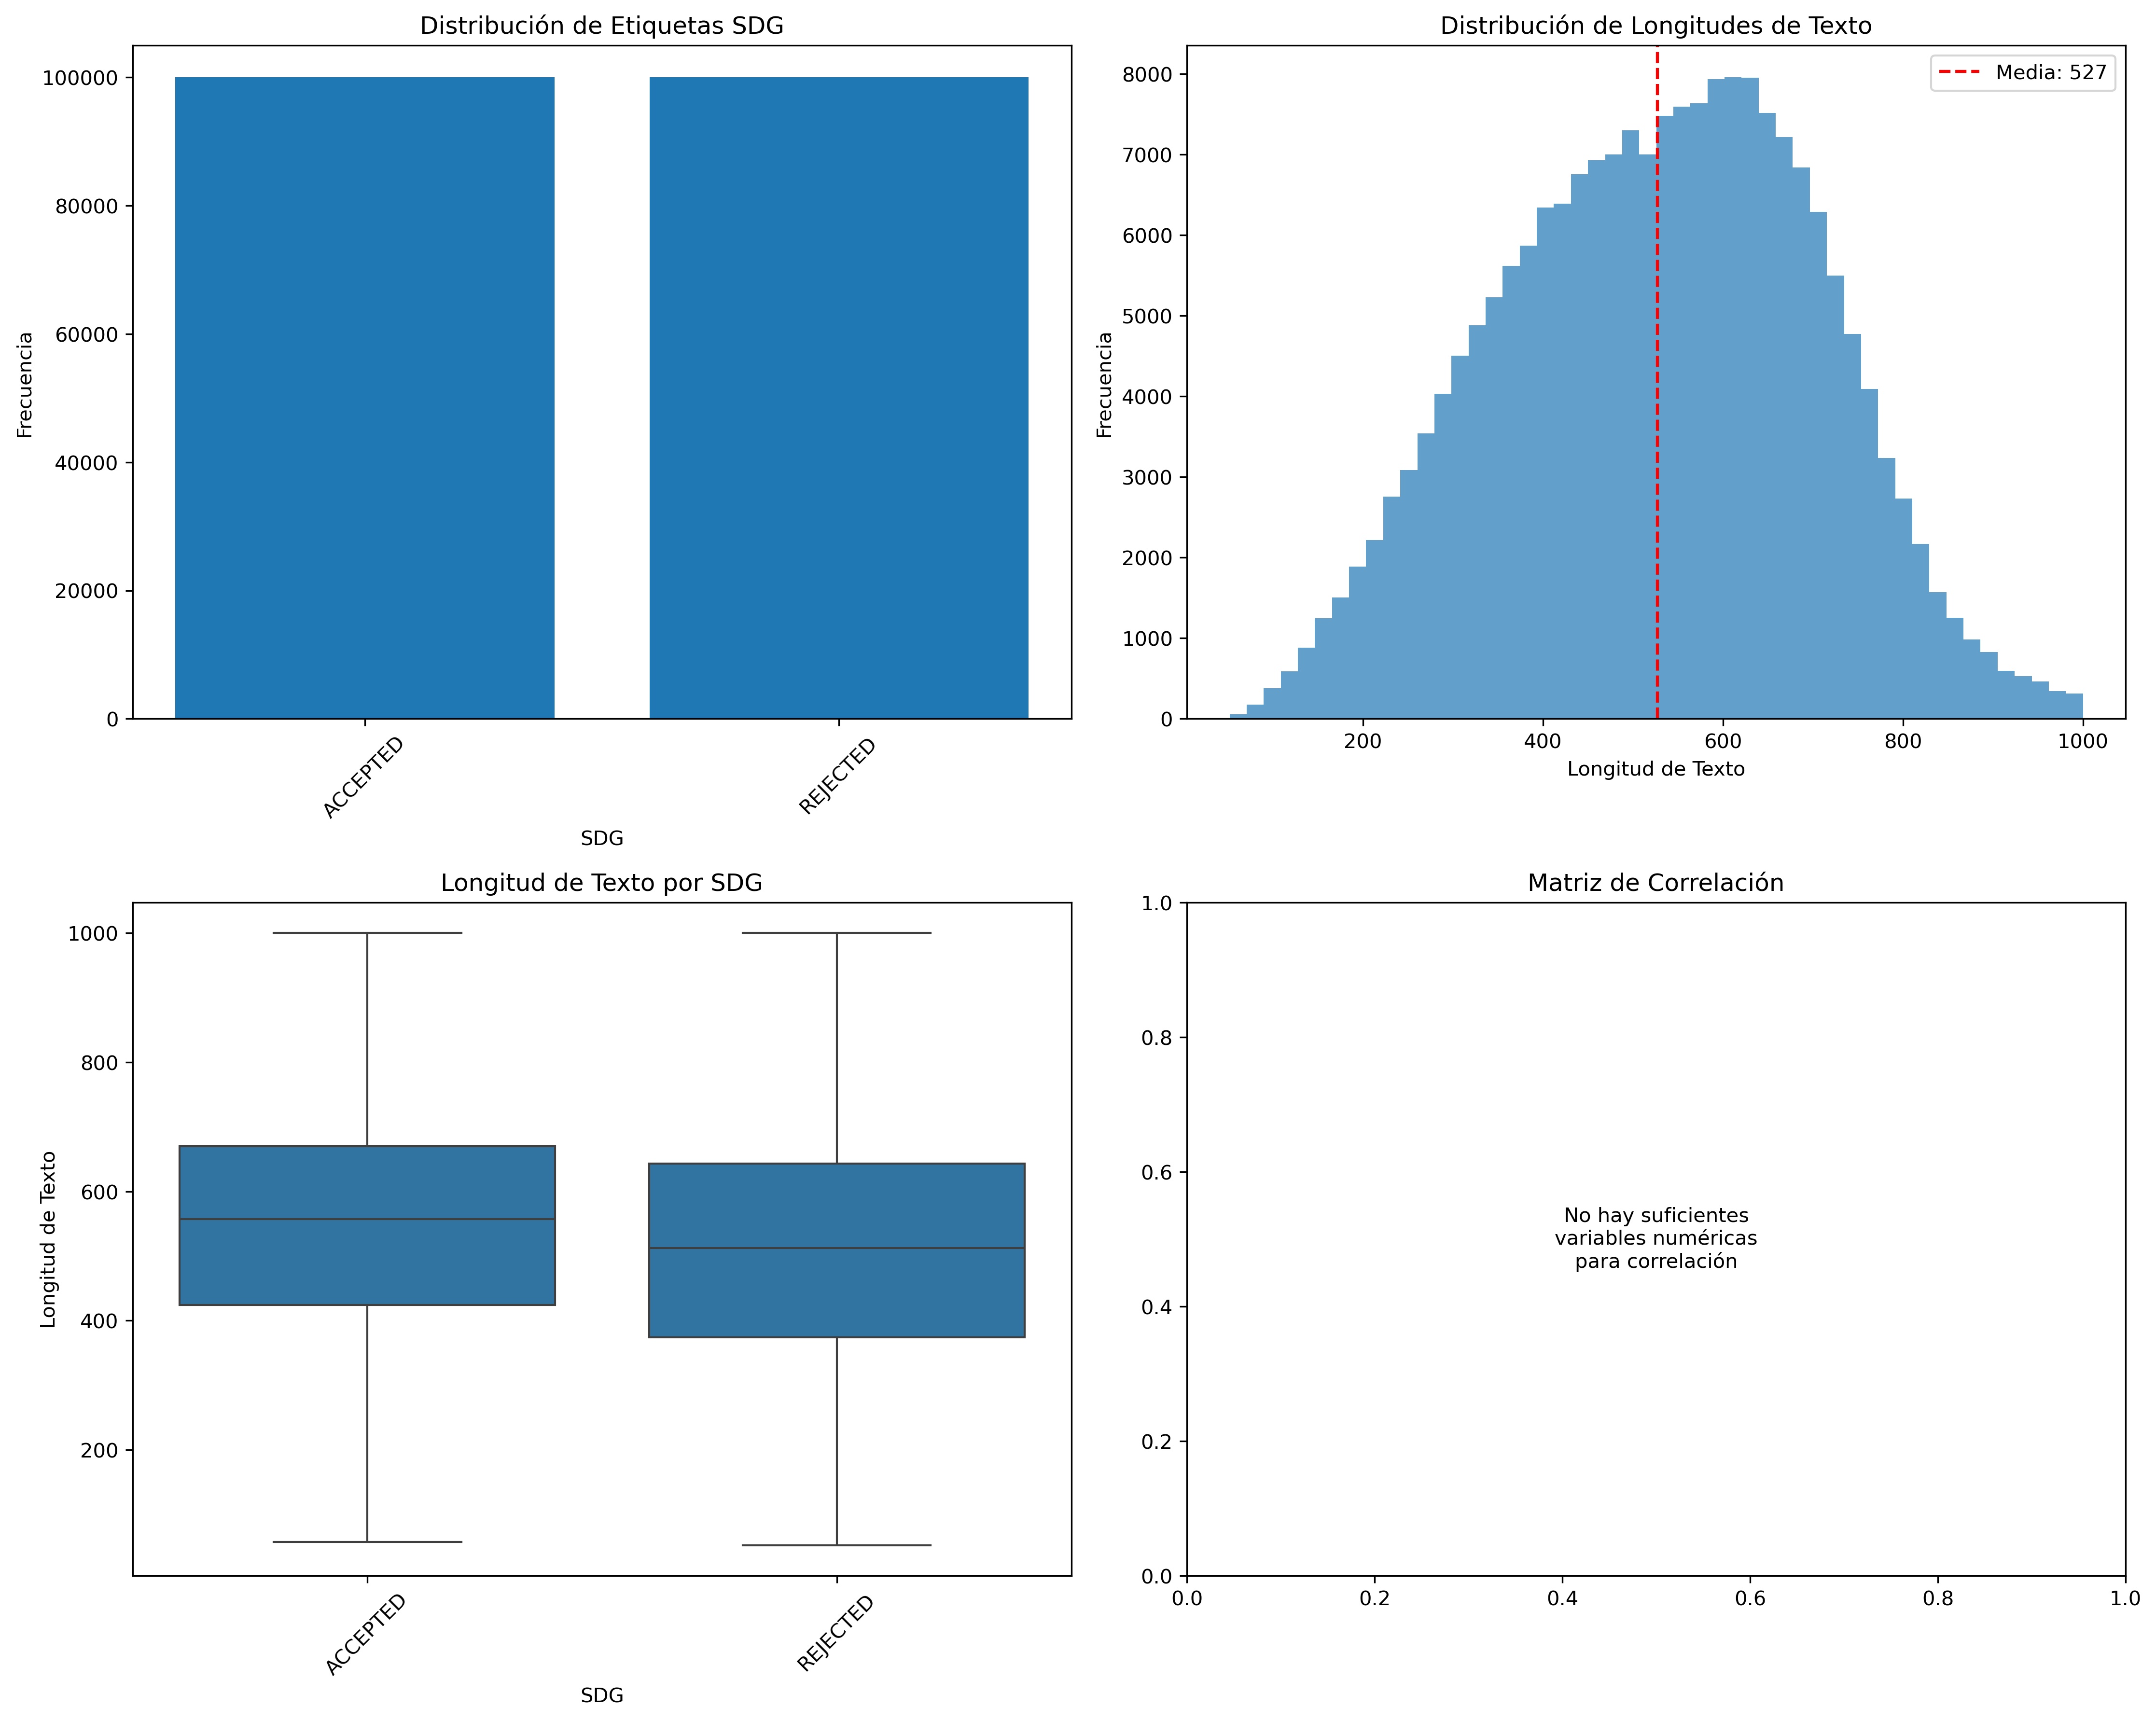 Distribución de Etiquetas SDG
Frecuencia
100000
80000
60000
40000
20000
0
ACCEPTED
REJECTED
SDG
Distribución de Longitudes de Texto
Media: 527
Frecuencia
8000
7000
6000
5000
4000
3000
2000
1000
0
200 400 600 800 1000
Longitud de Texto
Longitud de Texto por SDG
Longitud de Texto
1000
800
600
400
200
ACCEPTED
REJECTED
SDG
Matriz de Correlación
1.0
0.8
0.6
0.4
0.2
0.0
No hay suficientes
variables numéricas
para correlación
0.0 0.2 0.4 0.6 0.8 1.0